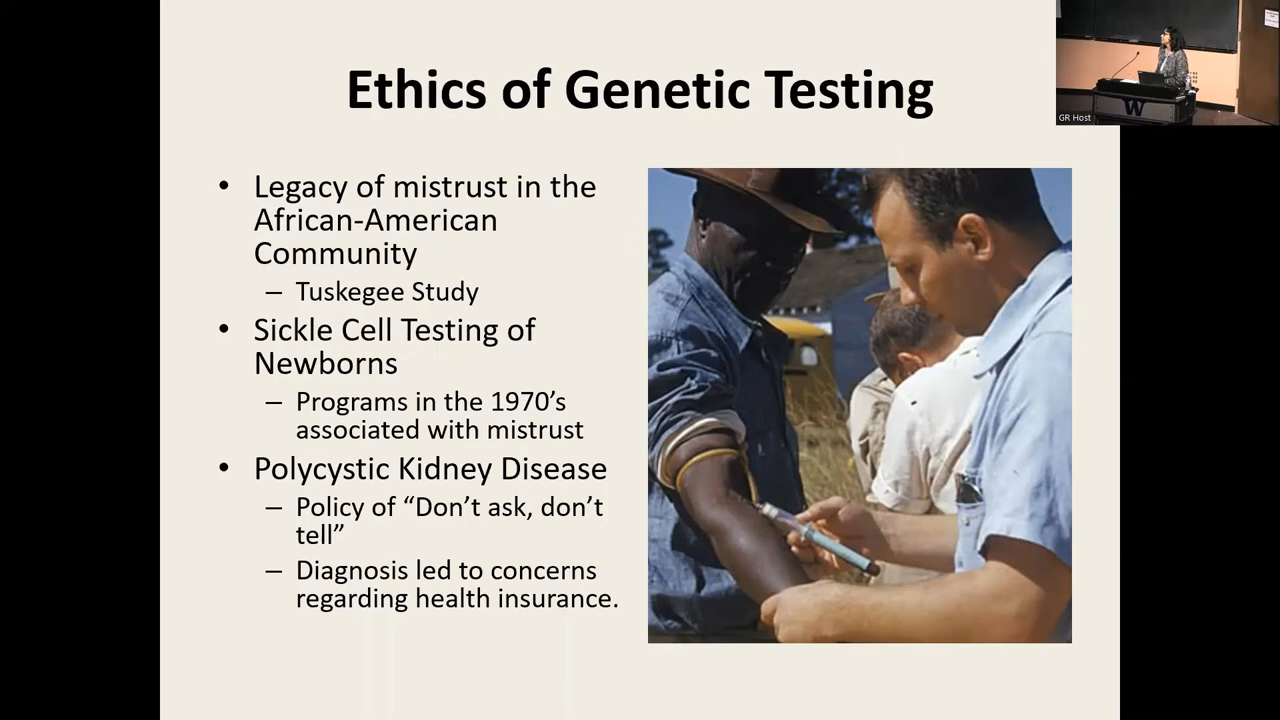 Ethics of Genetic Testing
• Legacy of mistrust in the
African-American
Community
– Tuskegee Study
• Sickle Cell Testing of
Newborns
– Programs in the 1970’s
associated with mistrust
• Polycystic Kidney Disease
– Policy of “Don’t ask, don’t
tell”
– Diagnosis led to concerns
regarding health insurance.
W
GR Host